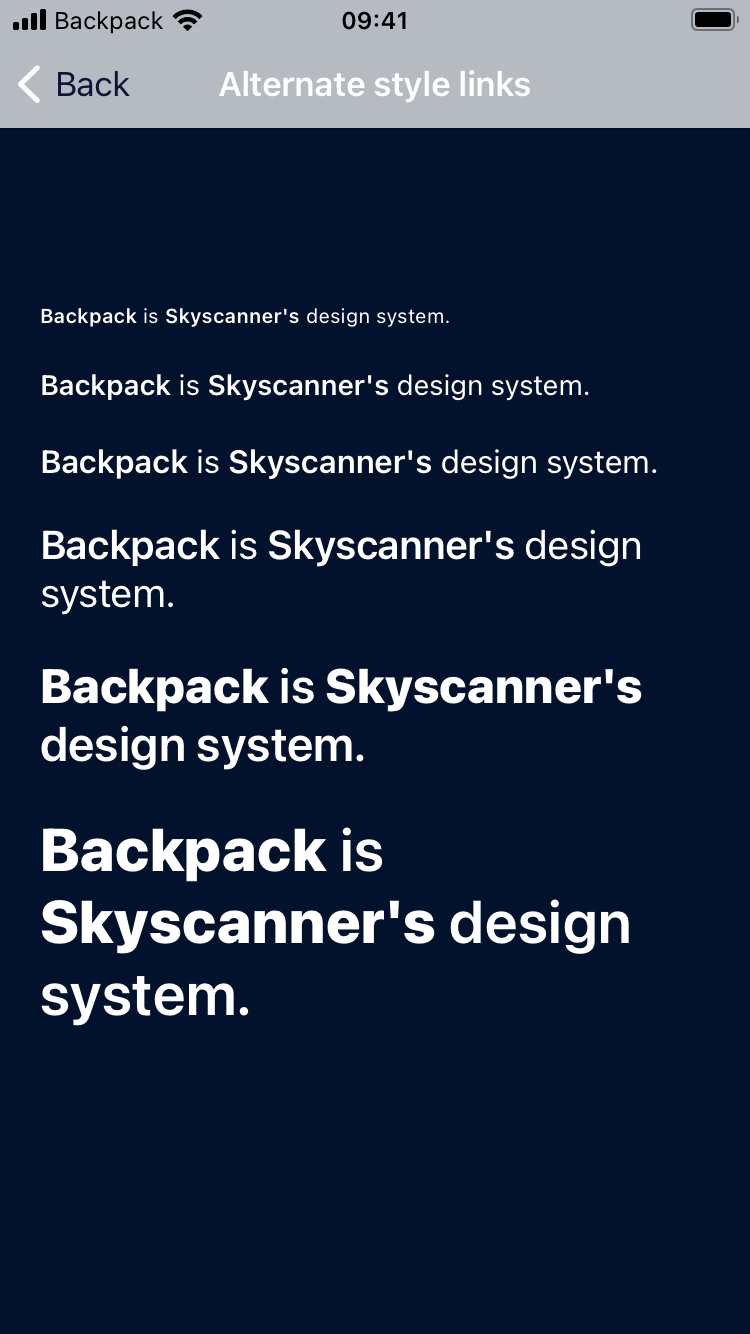 Backpack 09:41
Back Alternate style links
Backpack is Skyscanner's design system.
Backpack is Skyscanner's design system.
Backpack is Skyscanner's design system.
Backpack is Skyscanner's design
system.
Backpack is Skyscanner's
design system.
Backpack is
Skyscanner's design
system.